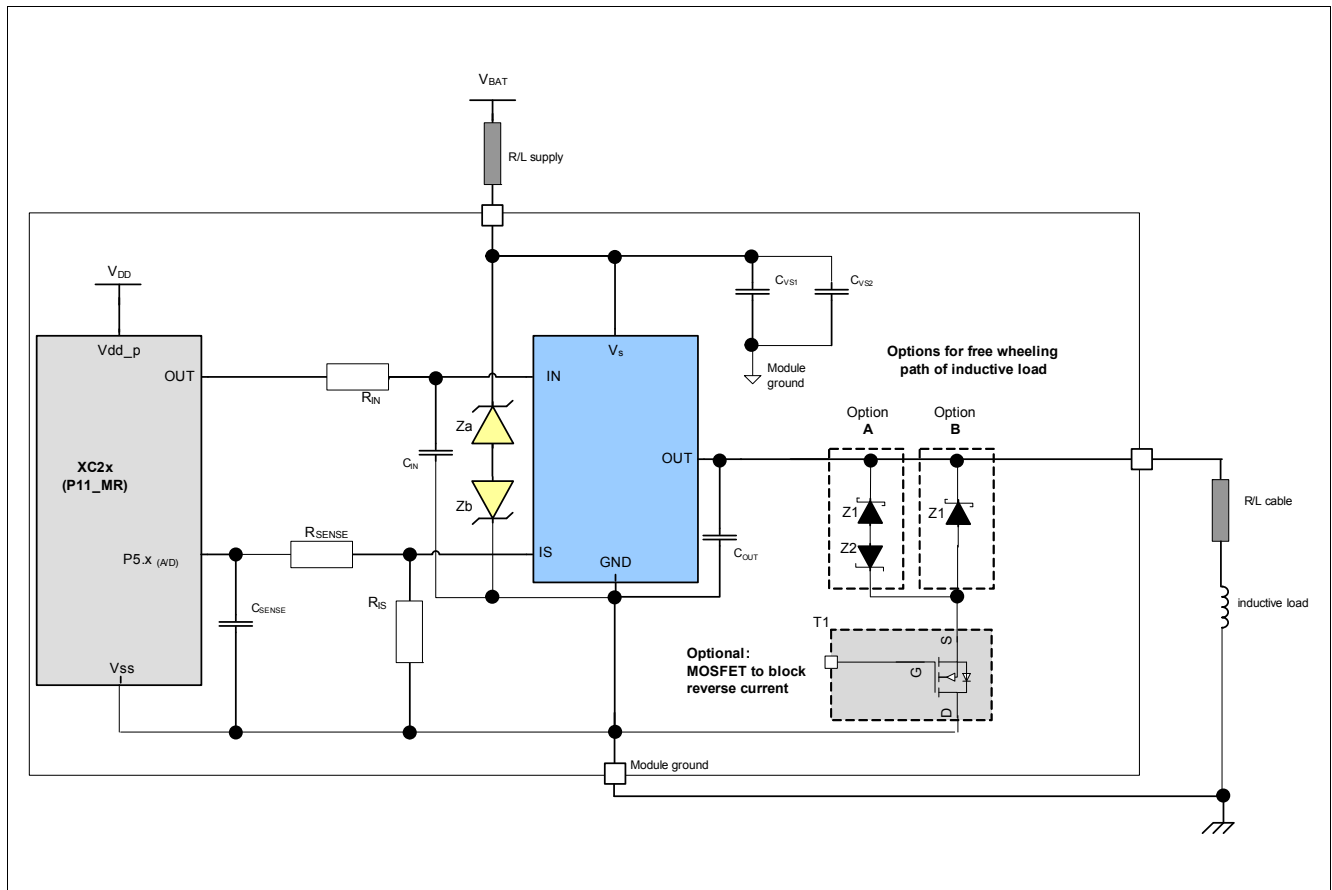 VBAT
R/L supply
VDD
Vdd_p
OUT
RIN
CIN
XC2x
(P11_MR)
P5.x (A/D)
RSENSE
CSENSE
RIS
Vss
Za
Zb
Vs
IN
OUT
IS
GND
COUT
CVS1
CVS2
Module
ground
Options for free wheeling
path of inductive load
Option
A
Option
B
Z1
Z2
Z1
T1
Optional:
MOSFET to block
reverse current
S
G
D
R/L cable
inductive load
Module ground